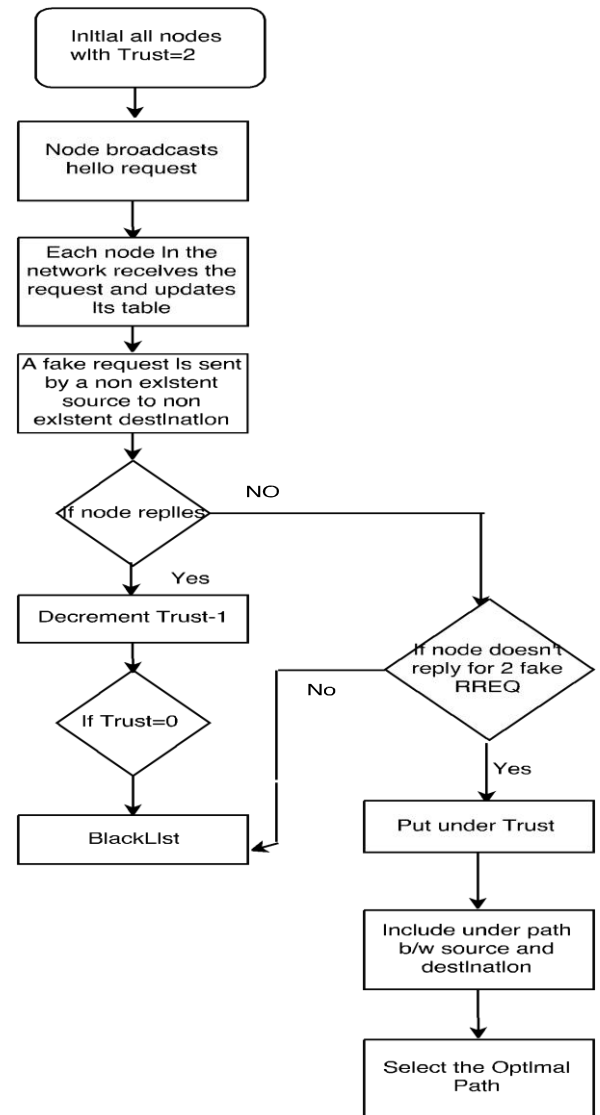 Initial all nodes
with Trust=2
Node broadcasts
hello request
Each node in the
network receives the
request and updates
its table
A fake request is sent
by a non existent
source to non
existent destination
If node replies
NO
Yes
Decrement Trust-1
If node doesn't
reply for 2 fake
RREQ
No
If Trust=0
Yes
BlackList
Put under Trust
Include under path
b/w source and
destination
Select the Optimal
Path